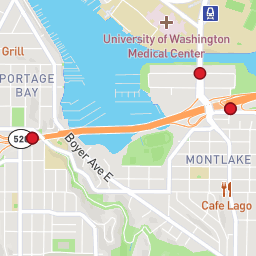 University of Washington
Medical Center
Grill
PORTAGE
BAY
520
Boyer Ave E
MONTLAKE
Cafe Lago